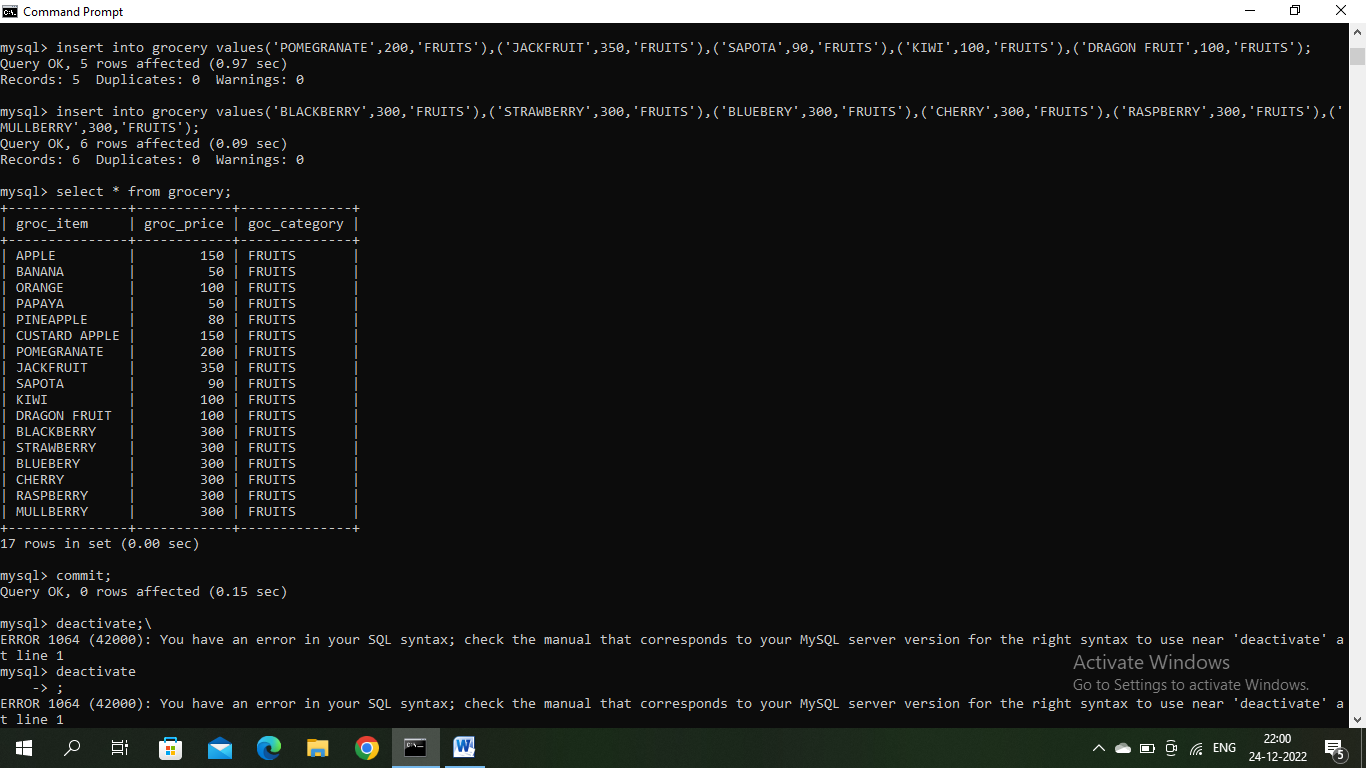 Command Prompt
mysql> insert into grocery values('POMEGRANATE',200,'FRUITS'),('JACKFRUIT',350,'FRUITS'),('SAPOTA',90,'FRUITS'),('KIWI',100,'FRUITS'),('DRAGON FRUIT',100,'FRUITS');
Query OK, 5 rows affected (0.97 sec)
Records: 5  Duplicates: 0  Warnings: 0
mysql> insert into grocery values('BLACKBERRY',300,'FRUITS'),('STRAWBERRY',300,'FRUITS'),('BLUEBERY',300,'FRUITS'),('CHERRY',300,'FRUITS'),('RASPBERRY',300,'FRUITS'),('
MULLBERRY',300,'FRUITS');
Query OK, 6 rows affected (0.09 sec)
Records: 6  Duplicates: 0  Warnings: 0
mysql> select * from grocery;
+---------------+------------+--------------+
| groc_item     | groc_price | goc_category |
+---------------+------------+--------------+
| APPLE         |        150 | FRUITS       |
| BANANA        |         50 | FRUITS       |
| ORANGE        |        100 | FRUITS       |
| PAPAYA        |         50 | FRUITS       |
| PINEAPPLE     |         80 | FRUITS       |
| CUSTARD APPLE |        150 | FRUITS       |
| POMEGRANATE   |        200 | FRUITS       |
| JACKFRUIT     |        350 | FRUITS       |
| SAPOTA        |         90 | FRUITS       |
| KIWI          |        100 | FRUITS       |
| DRAGON FRUIT  |        100 | FRUITS       |
| BLACKBERRY    |        300 | FRUITS       |
| STRAWBERRY    |        300 | FRUITS       |
| BLUEBERY      |        300 | FRUITS       |
| CHERRY        |        300 | FRUITS       |
| RASPBERRY     |        300 | FRUITS       |
| MULLBERRY     |        300 | FRUITS       |
+---------------+------------+--------------+
17 rows in set (0.00 sec)
mysql> commit;
Query OK, 0 rows affected (0.15 sec)
mysql> deactivate;\
ERROR 1064 (42000): You have an error in your SQL syntax; check the manual that corresponds to your MySQL server version for the right syntax to use near 'deactivate' a
t line 1
mysql> deactivate
    -> ;
ERROR 1064 (42000): You have an error in your SQL syntax; check the manual that corresponds to your MySQL server version for the right syntax to use near 'deactivate' a
t line 1
Activate Windows
Go to Settings to activate Windows.
ENG
22:00
24-12-2022
5